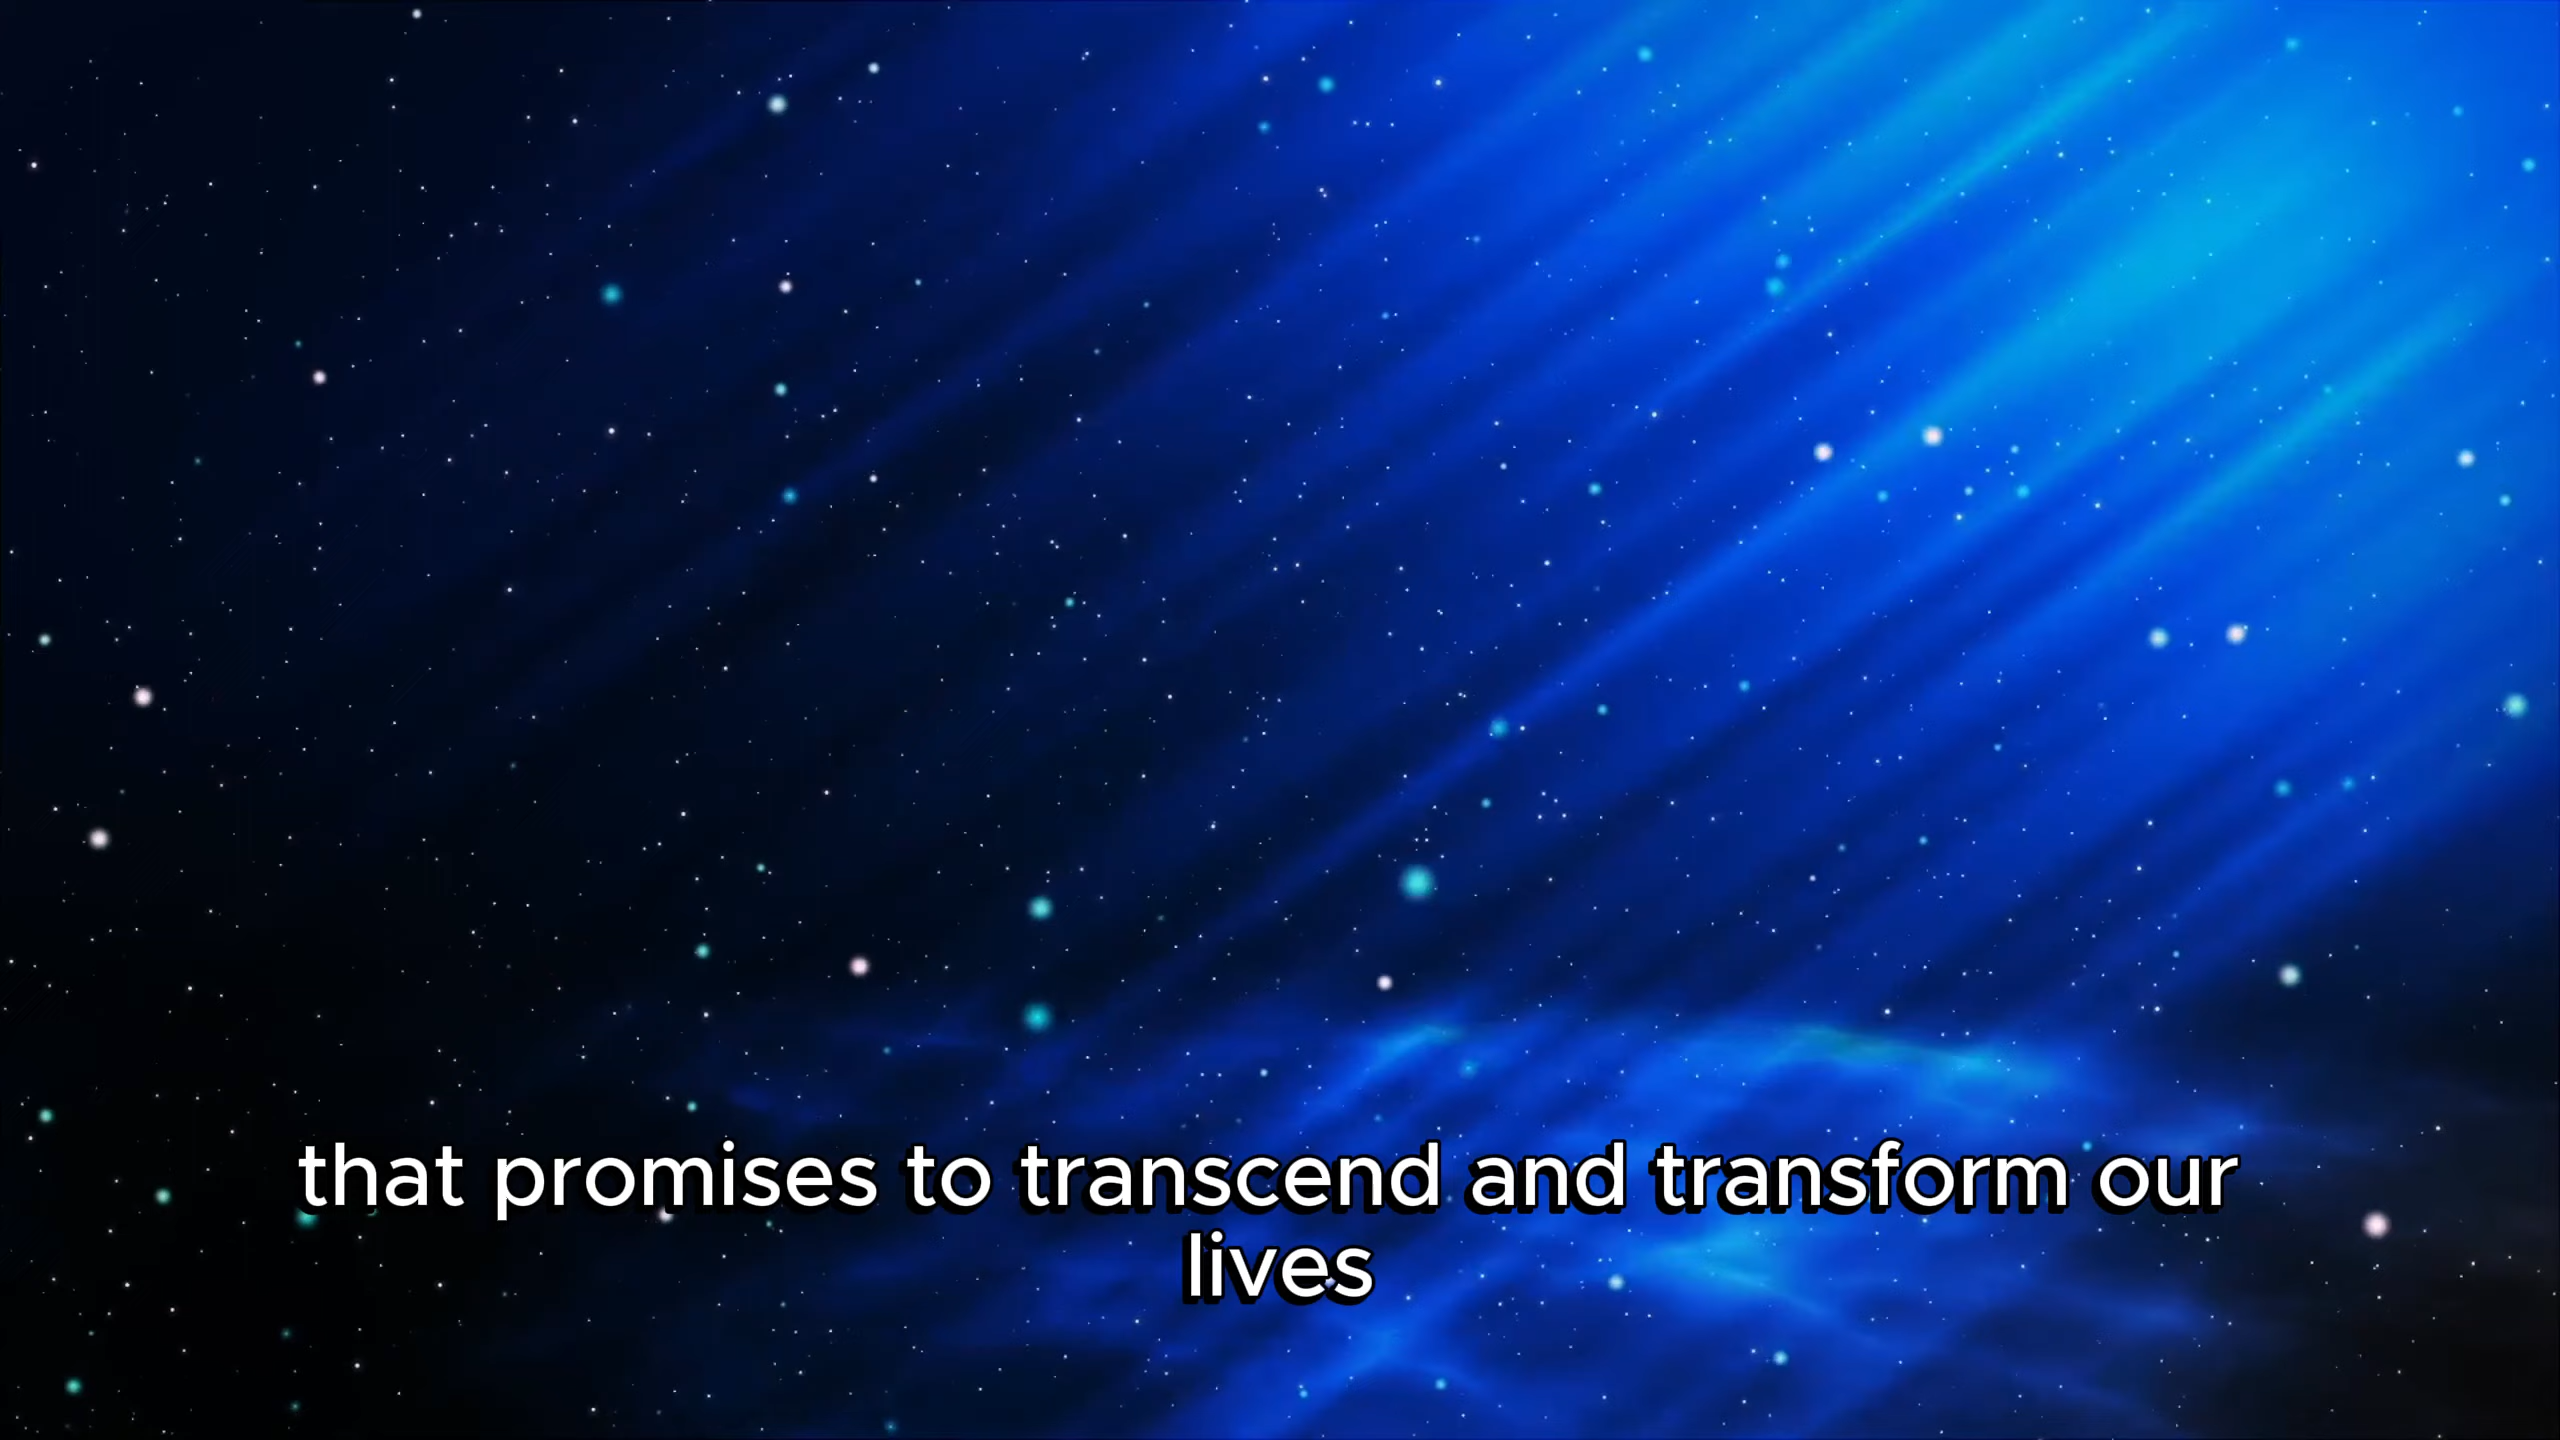 that promises to transcend and transform our
lives